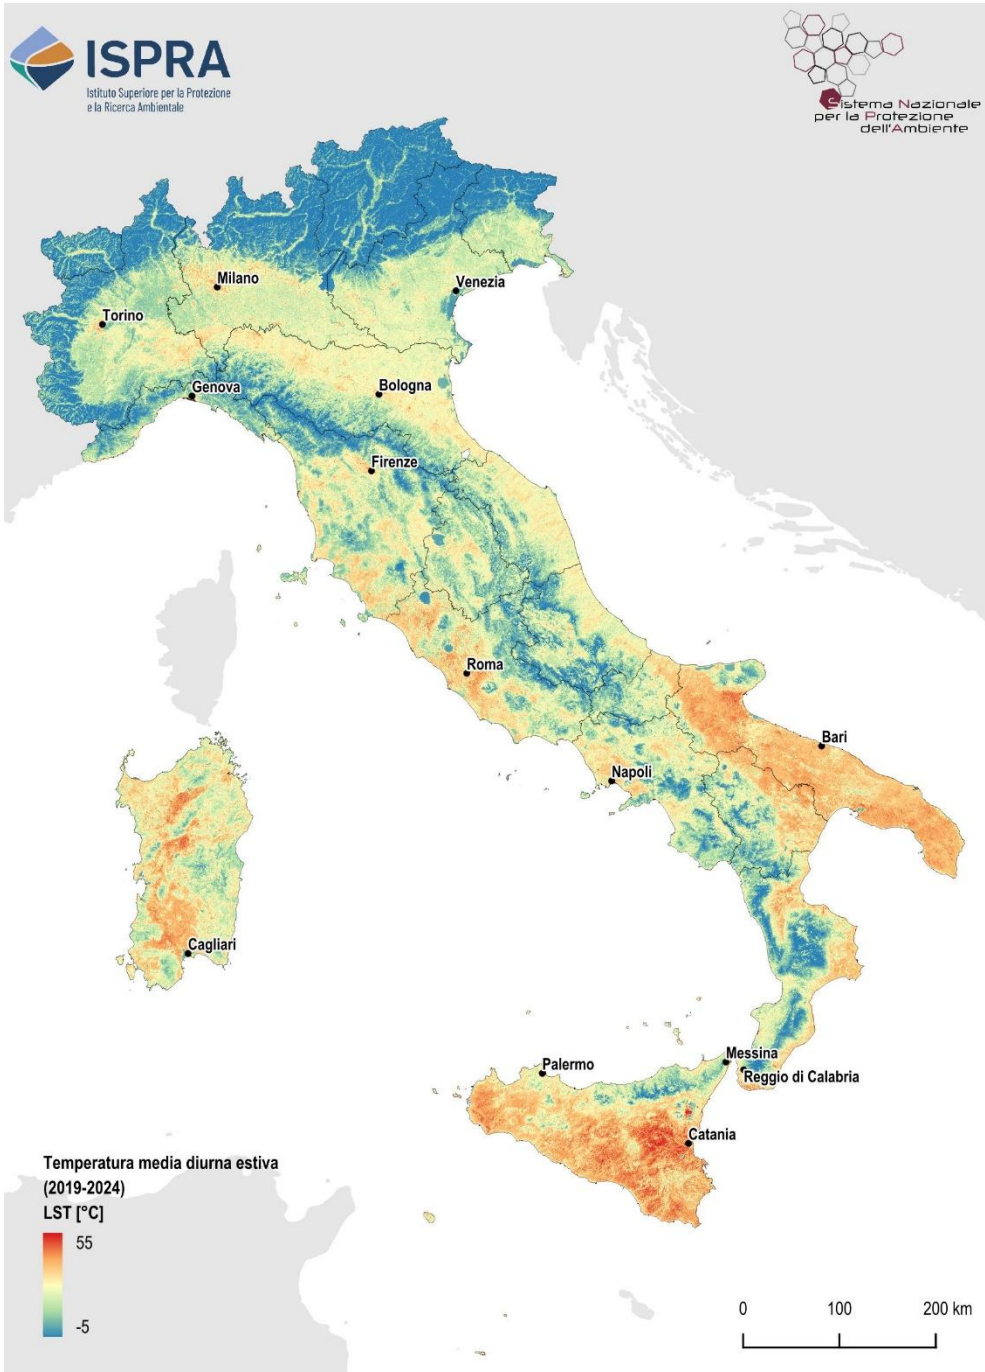 ISPRA
Istituto Superiore per la Protezione
e la Ricerca Ambientale
Sistema Nazionale
per la Protezione
dell'Ambiente
Milano
Venezia
Torino
Genova
Bologna
Firenze
Roma
Bari
Napoli
Cagliari
Messina
Palermo
Reggio di Calabria
Catania
Temperatura media diurna estiva
(2019-2024)
LST [°C]
55
-5
0 100 200 km